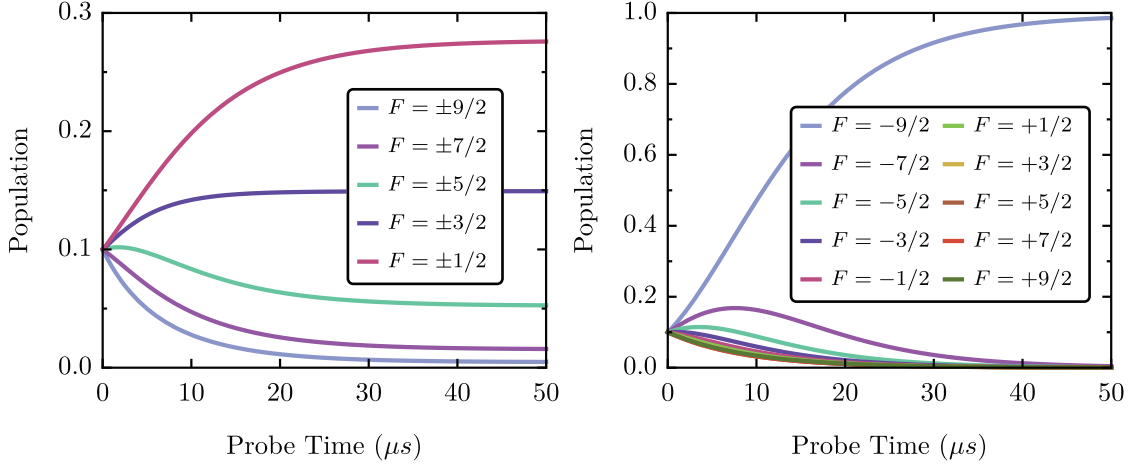 0.3
0.2
0.1
0.0
0
10
20
30
40
50
Population
Probe Time (μs)
F = ±9/2
F = ±7/2
F = ±5/2
F = ±3/2
F = ±1/2
1.0
0.8
0.6
0.4
0.2
0.0
0
10
20
30
40
50
Population
Probe Time (μs)
F = −9/2 F = +1/2
F = −7/2 F = +3/2
F = −5/2 F = +5/2
F = −3/2 F = +7/2
F = −1/2 F = +9/2